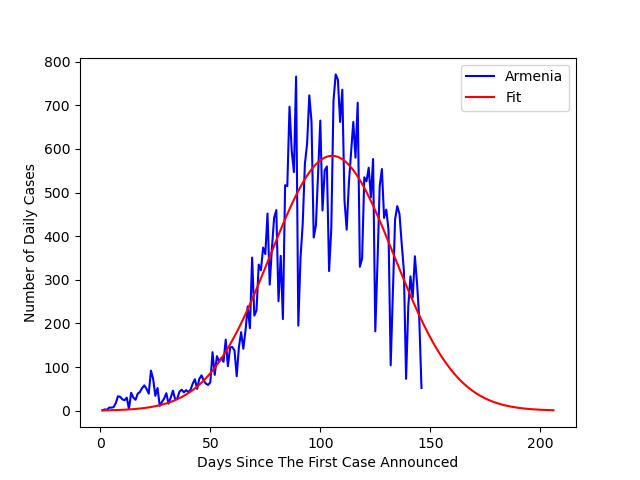 800
700
600
500
400
300
200
100
0
Number of Daily Cases
Armenia
Fit
0 50 100 150 200
Days Since The First Case Announced